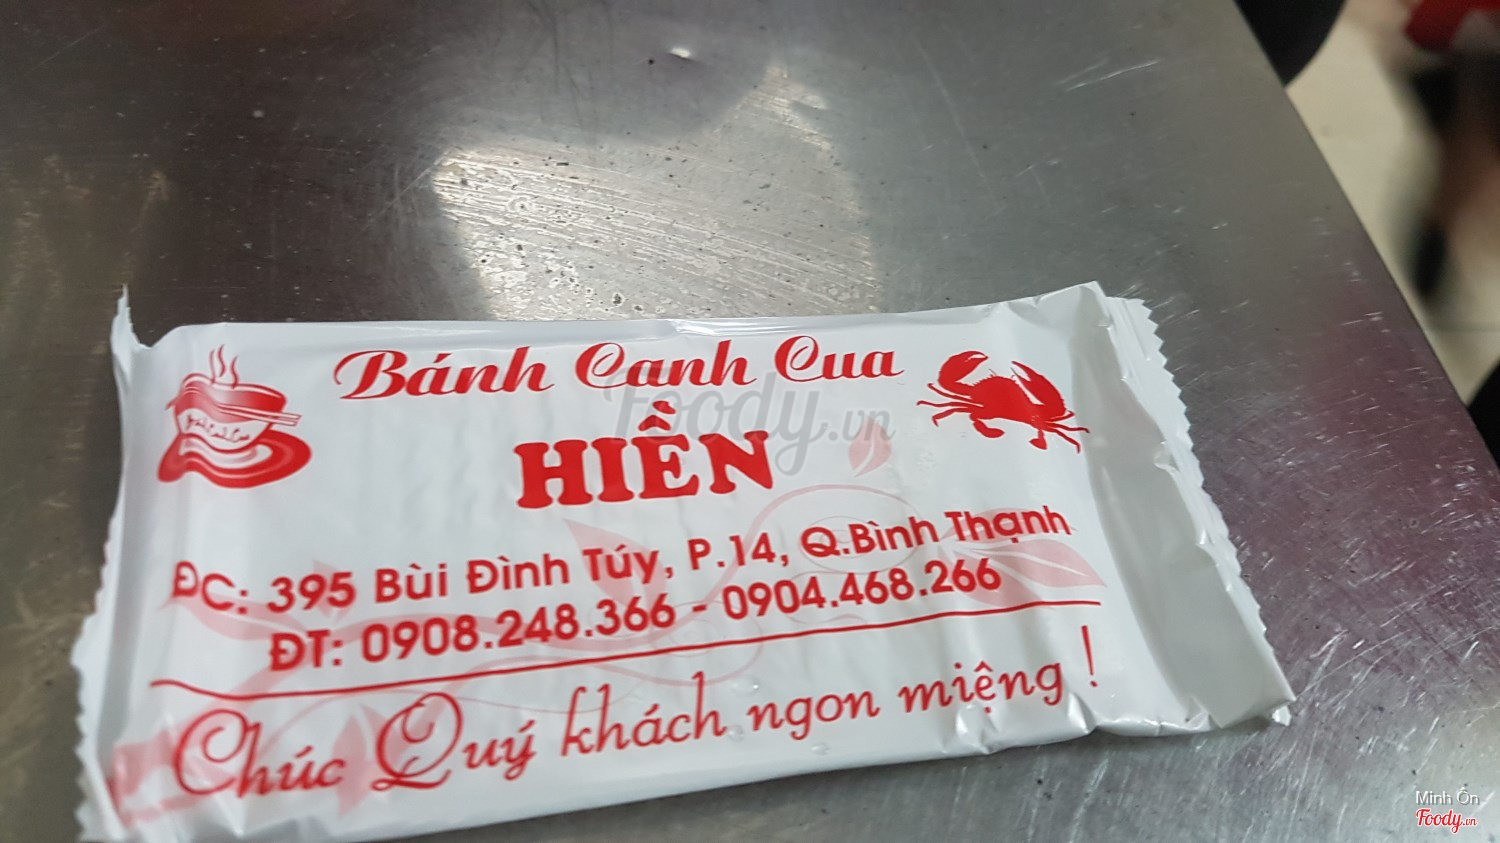 Bánh Canh Cua
HIỀN
ĐC: 395 Bùi Đình Túy, P.14, Q.Bình Thạnh
ĐT: 0908.248.366 - 0904.468.266
Chúc Quý khách ngon miệng !
Foody.vn
Minh Ôn
Foody.vn